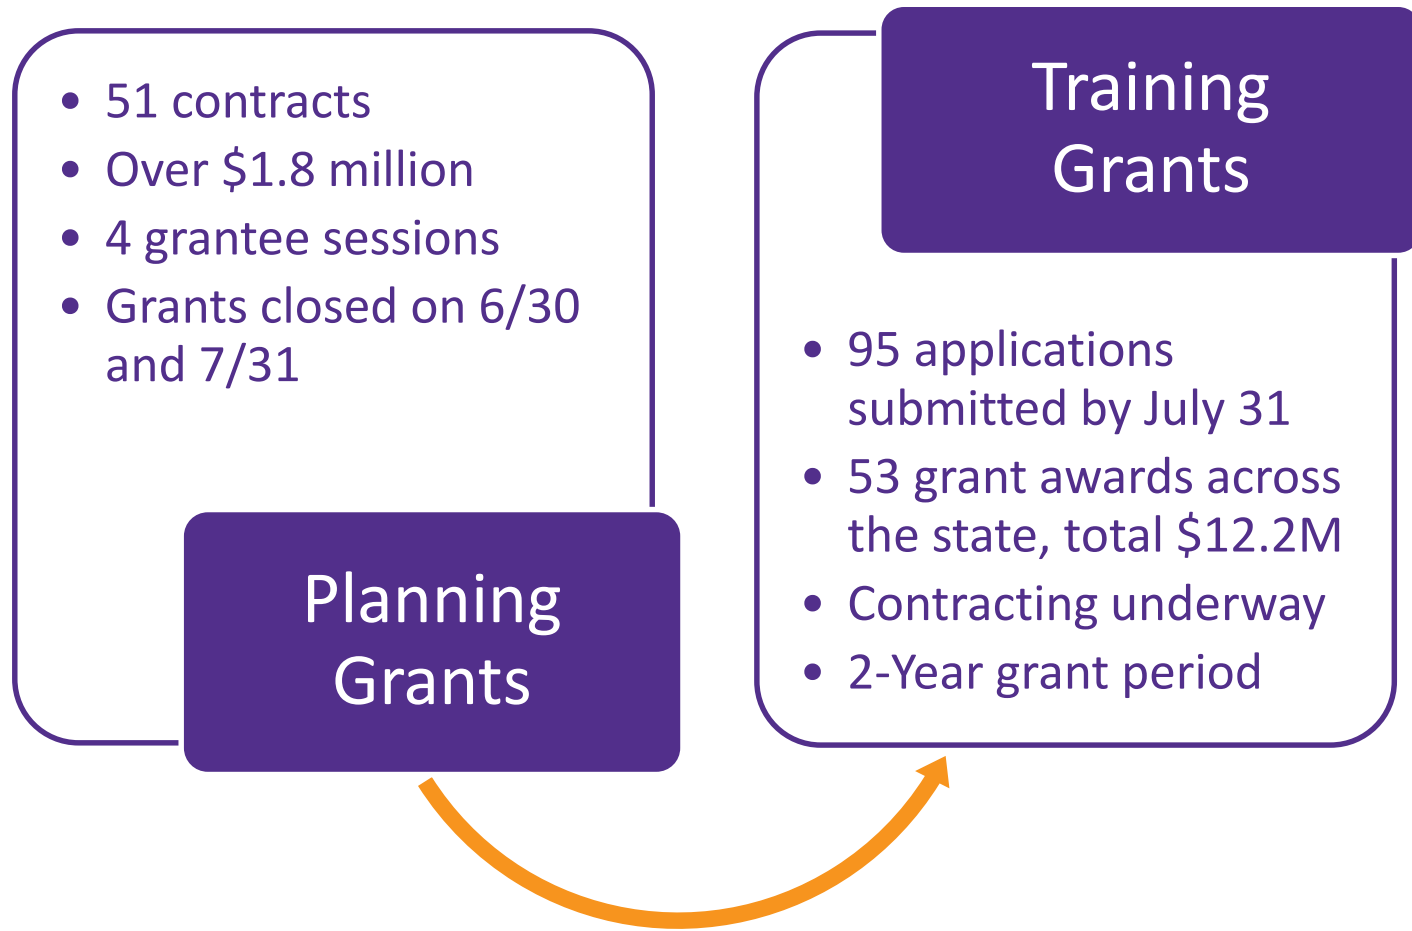 • 51 contracts
• Over $1.8 million
• 4 grantee sessions
• Grants closed on 6/30
and 7/31
Planning
Grants
Training
Grants
• 95 applications
submitted by July 31
• 53 grant awards across
the state, total $12.2M
• Contracting underway
• 2-Year grant period